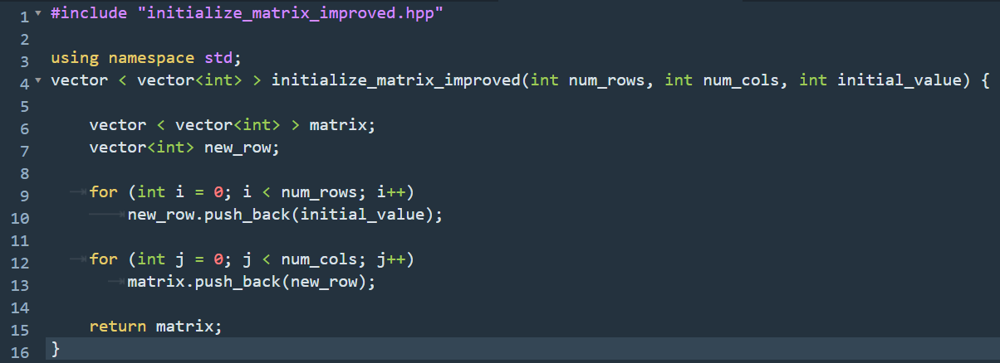 1 #include "initialize_matrix_improved.hpp"
2
3 using namespace std;
4 vector < vector<int> > initialize_matrix_improved(int num_rows, int num_cols, int initial_value) {
5
6     vector < vector<int> > matrix;
7     vector<int> new_row;
8
9     for (int i = 0; i < num_rows; i++)
10         new_row.push_back(initial_value);
11
12     for (int j = 0; j < num_cols; j++)
13         matrix.push_back(new_row);
14
15     return matrix;
16 }